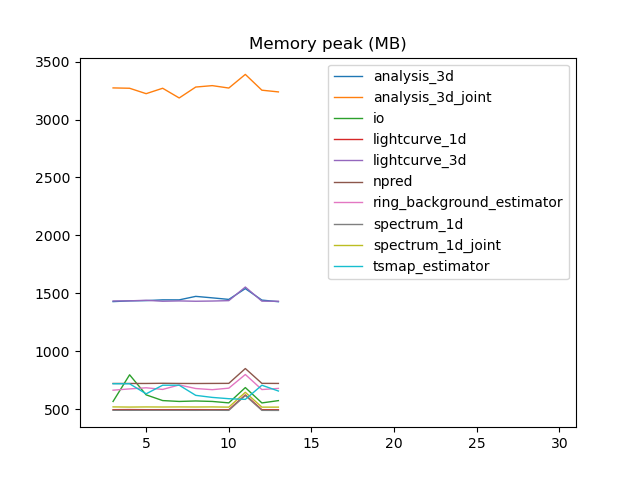 Memory peak (MB)
3500
3000
2500
2000
1500
1000
500
5
10
15
20
25
30
analysis_3d
analysis_3d_joint
io
lightcurve_1d
lightcurve_3d
npred
ring_background_estimator
spectrum_1d
spectrum_1d_joint
tsmap_estimator